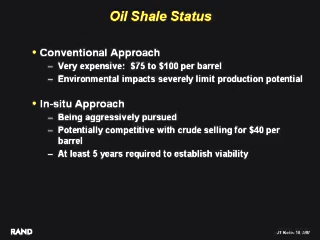 Oil Shale Status
• Conventional Approach
– Very expensive: $75 to $100 per barrel
– Environmental impacts severely limit production potential
• In-situ Approach
– Being aggressively pursued
– Potentially competitive with crude selling for $40 per
barrel
– At least 5 years required to establish viability
RAND